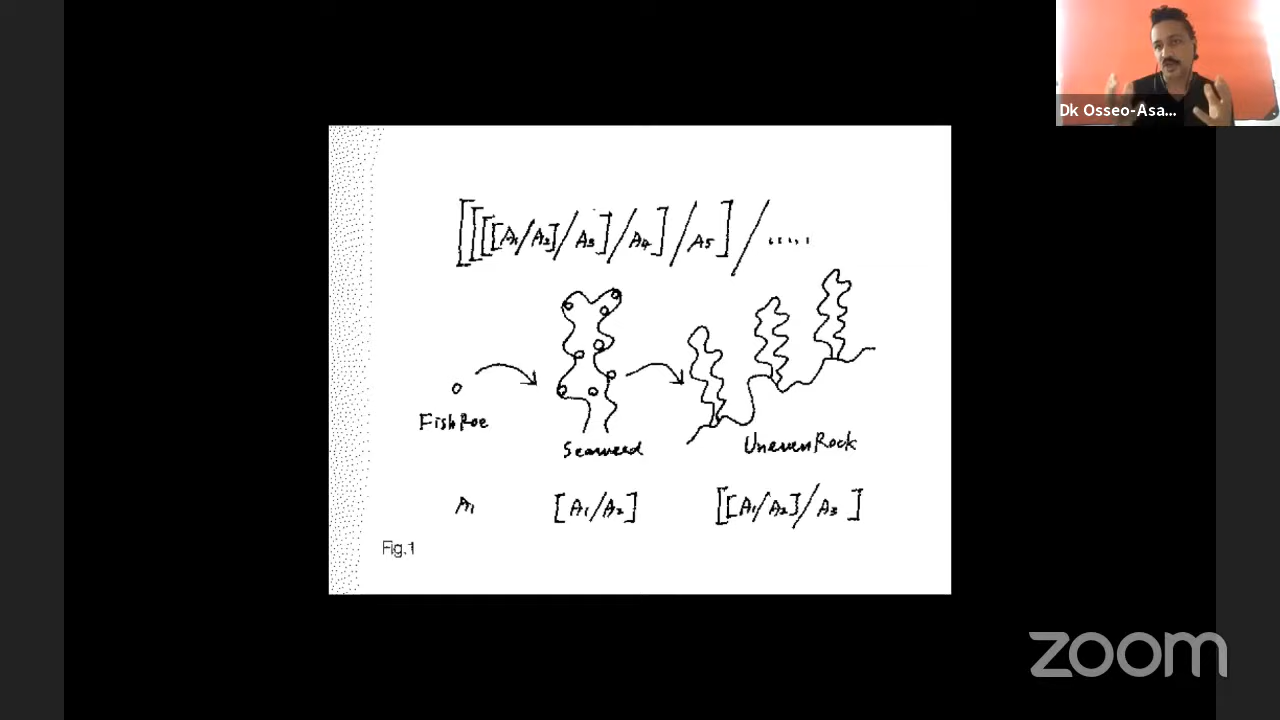 Dk Osseo-Asa...
[[[[[A1/A2]/A3]/A4]/A5]/.....
Fish Roe
Seaweed
Uneven Rock
A1
[A1/A2]
[[[A1/A2]/A3]
Fig.1
zoom